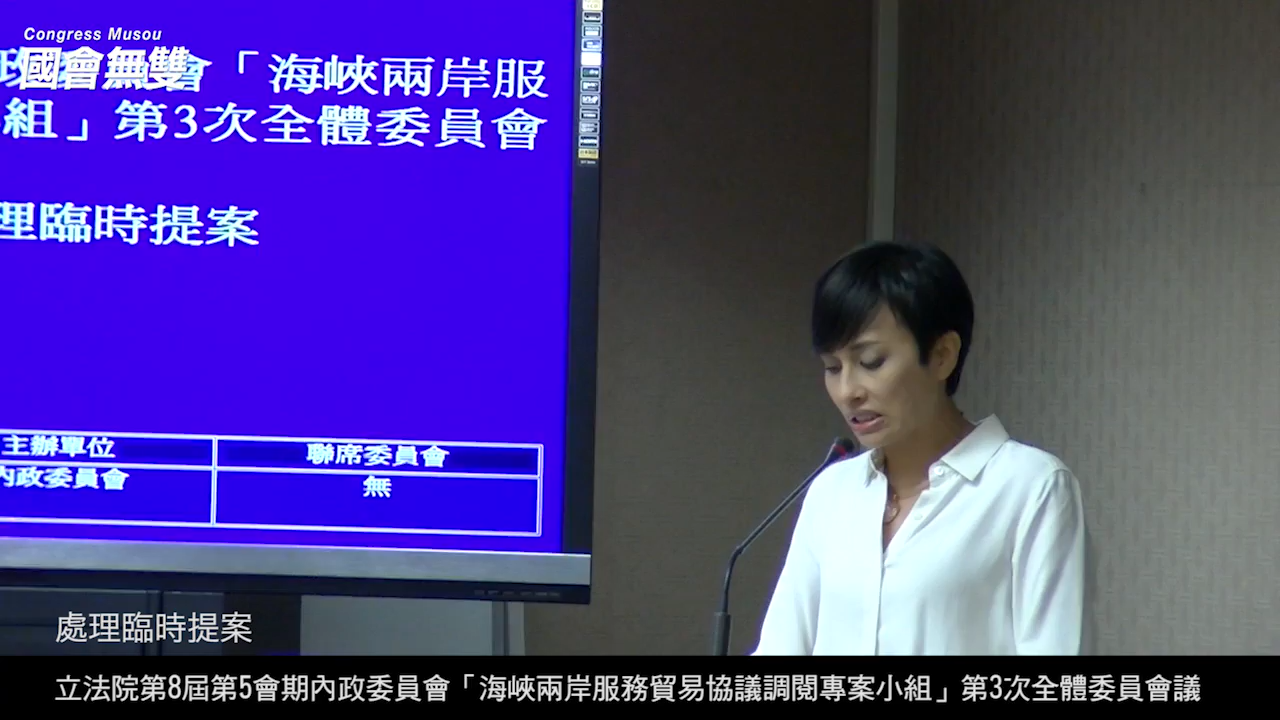 Congress Musou
國會無雙
會「海峽兩岸服
組」第3次全體委員會
理臨時提案
主辦單位
聯席委員會
內政委員會
無
處理臨時提案
立法院第8屆第5會期內政委員會「海峽兩岸服務貿易協議調閱專案小組」第3次全體委員會議